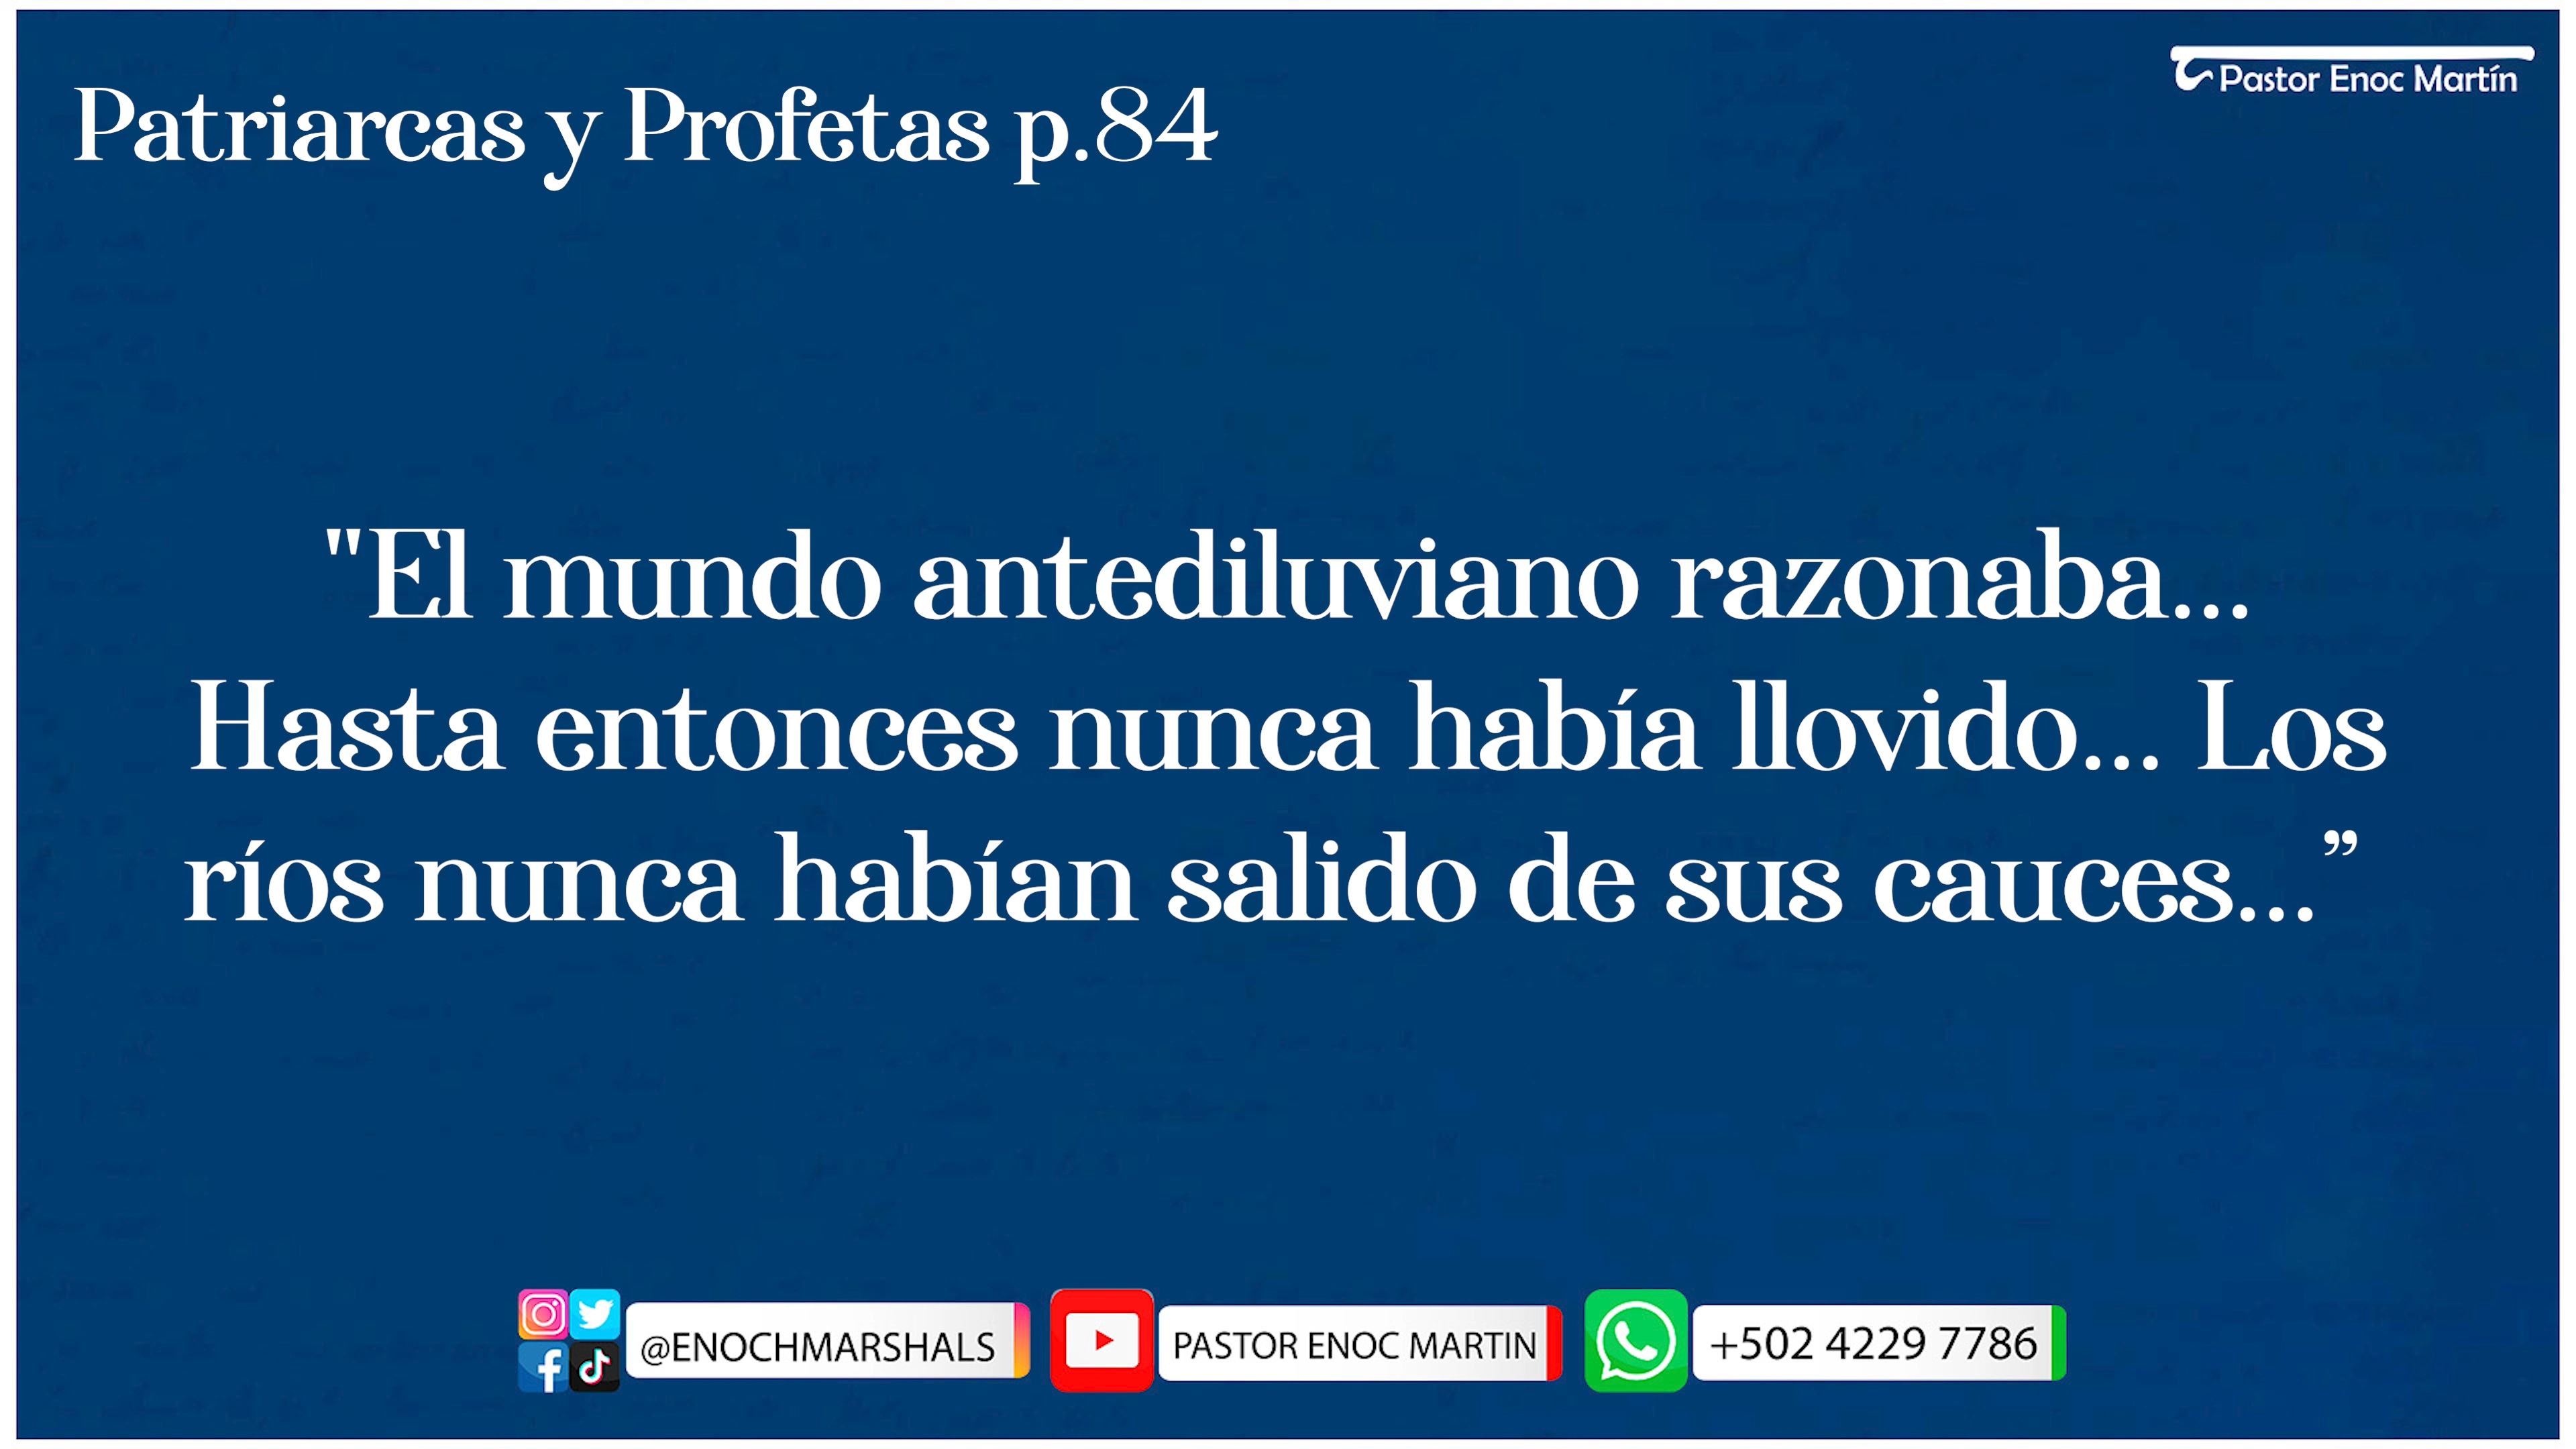 Pastor Enoc Martín
Patriarcas y Profetas p.84
"El mundo antediluviano razonaba...
Hasta entonces nunca había llovido... Los
ríos nunca habían salido de sus cauces...”
@ENOCHMARSHALS
PASTOR ENOC MARTIN
+502 4229 7786